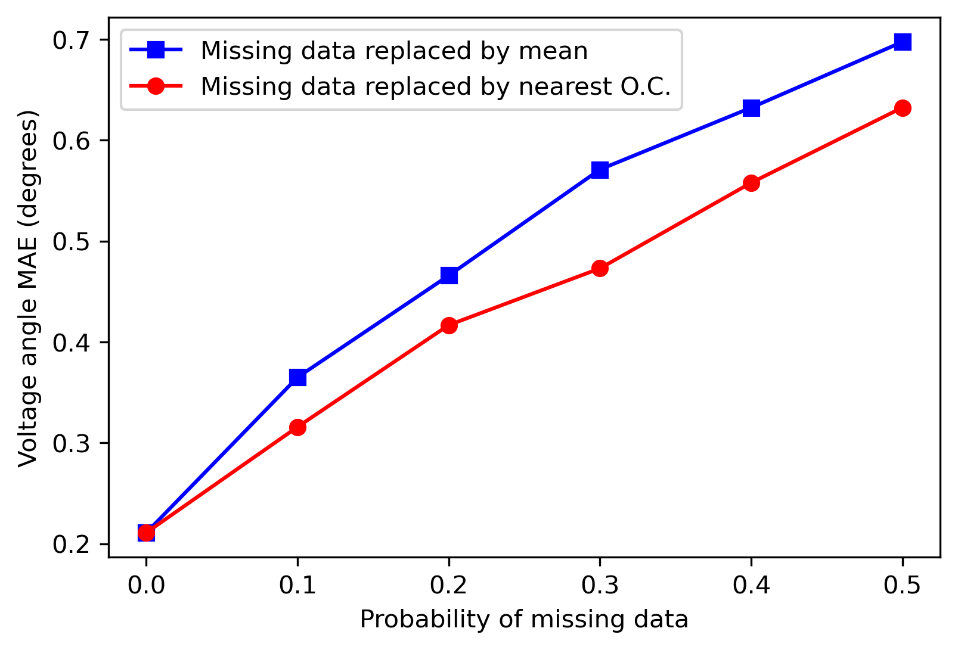 Missing data replaced by mean
Missing data replaced by nearest O.C.
Voltage angle MAE (degrees)
0.7
0.6
0.5
0.4
0.3
0.2
0.0 0.1 0.2 0.3 0.4 0.5
Probability of missing data